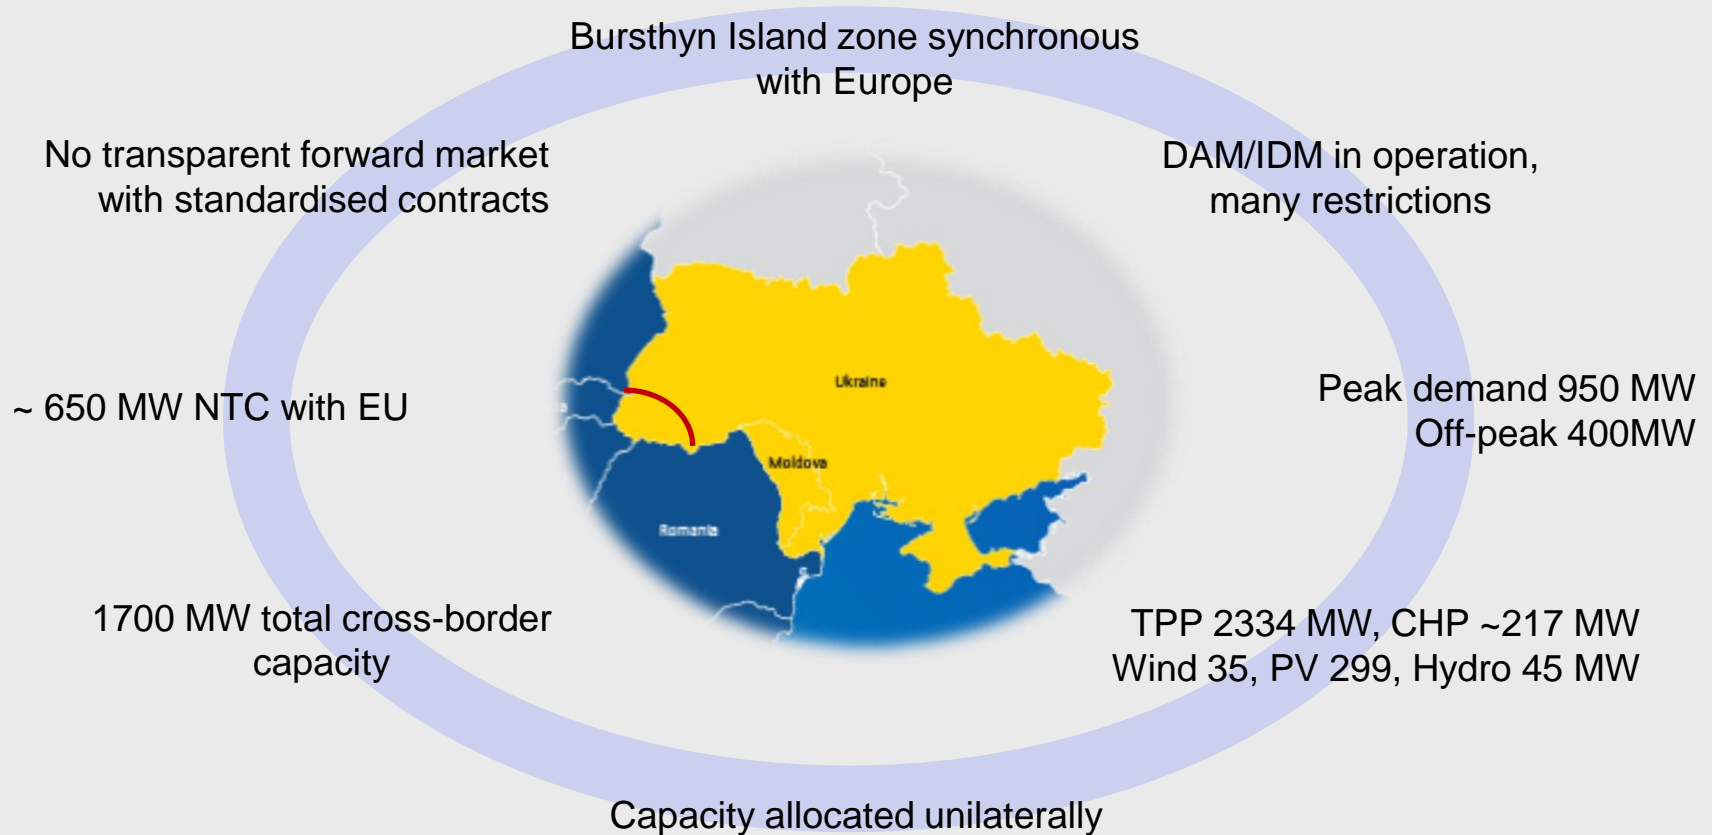 Bursthyn Island zone synchronous
with Europe
No transparent forward market
with standardised contracts
DAM/IDM in operation,
many restrictions
Ukraine
~ 650 MW NTC with EU
Peak demand 950 MW
Off-peak 400MW
Moldova
Romania
1700 MW total cross-border
capacity
TPP 2334 MW, CHP ~217 MW
Wind 35, PV 299, Hydro 45 MW
Capacity allocated unilaterally